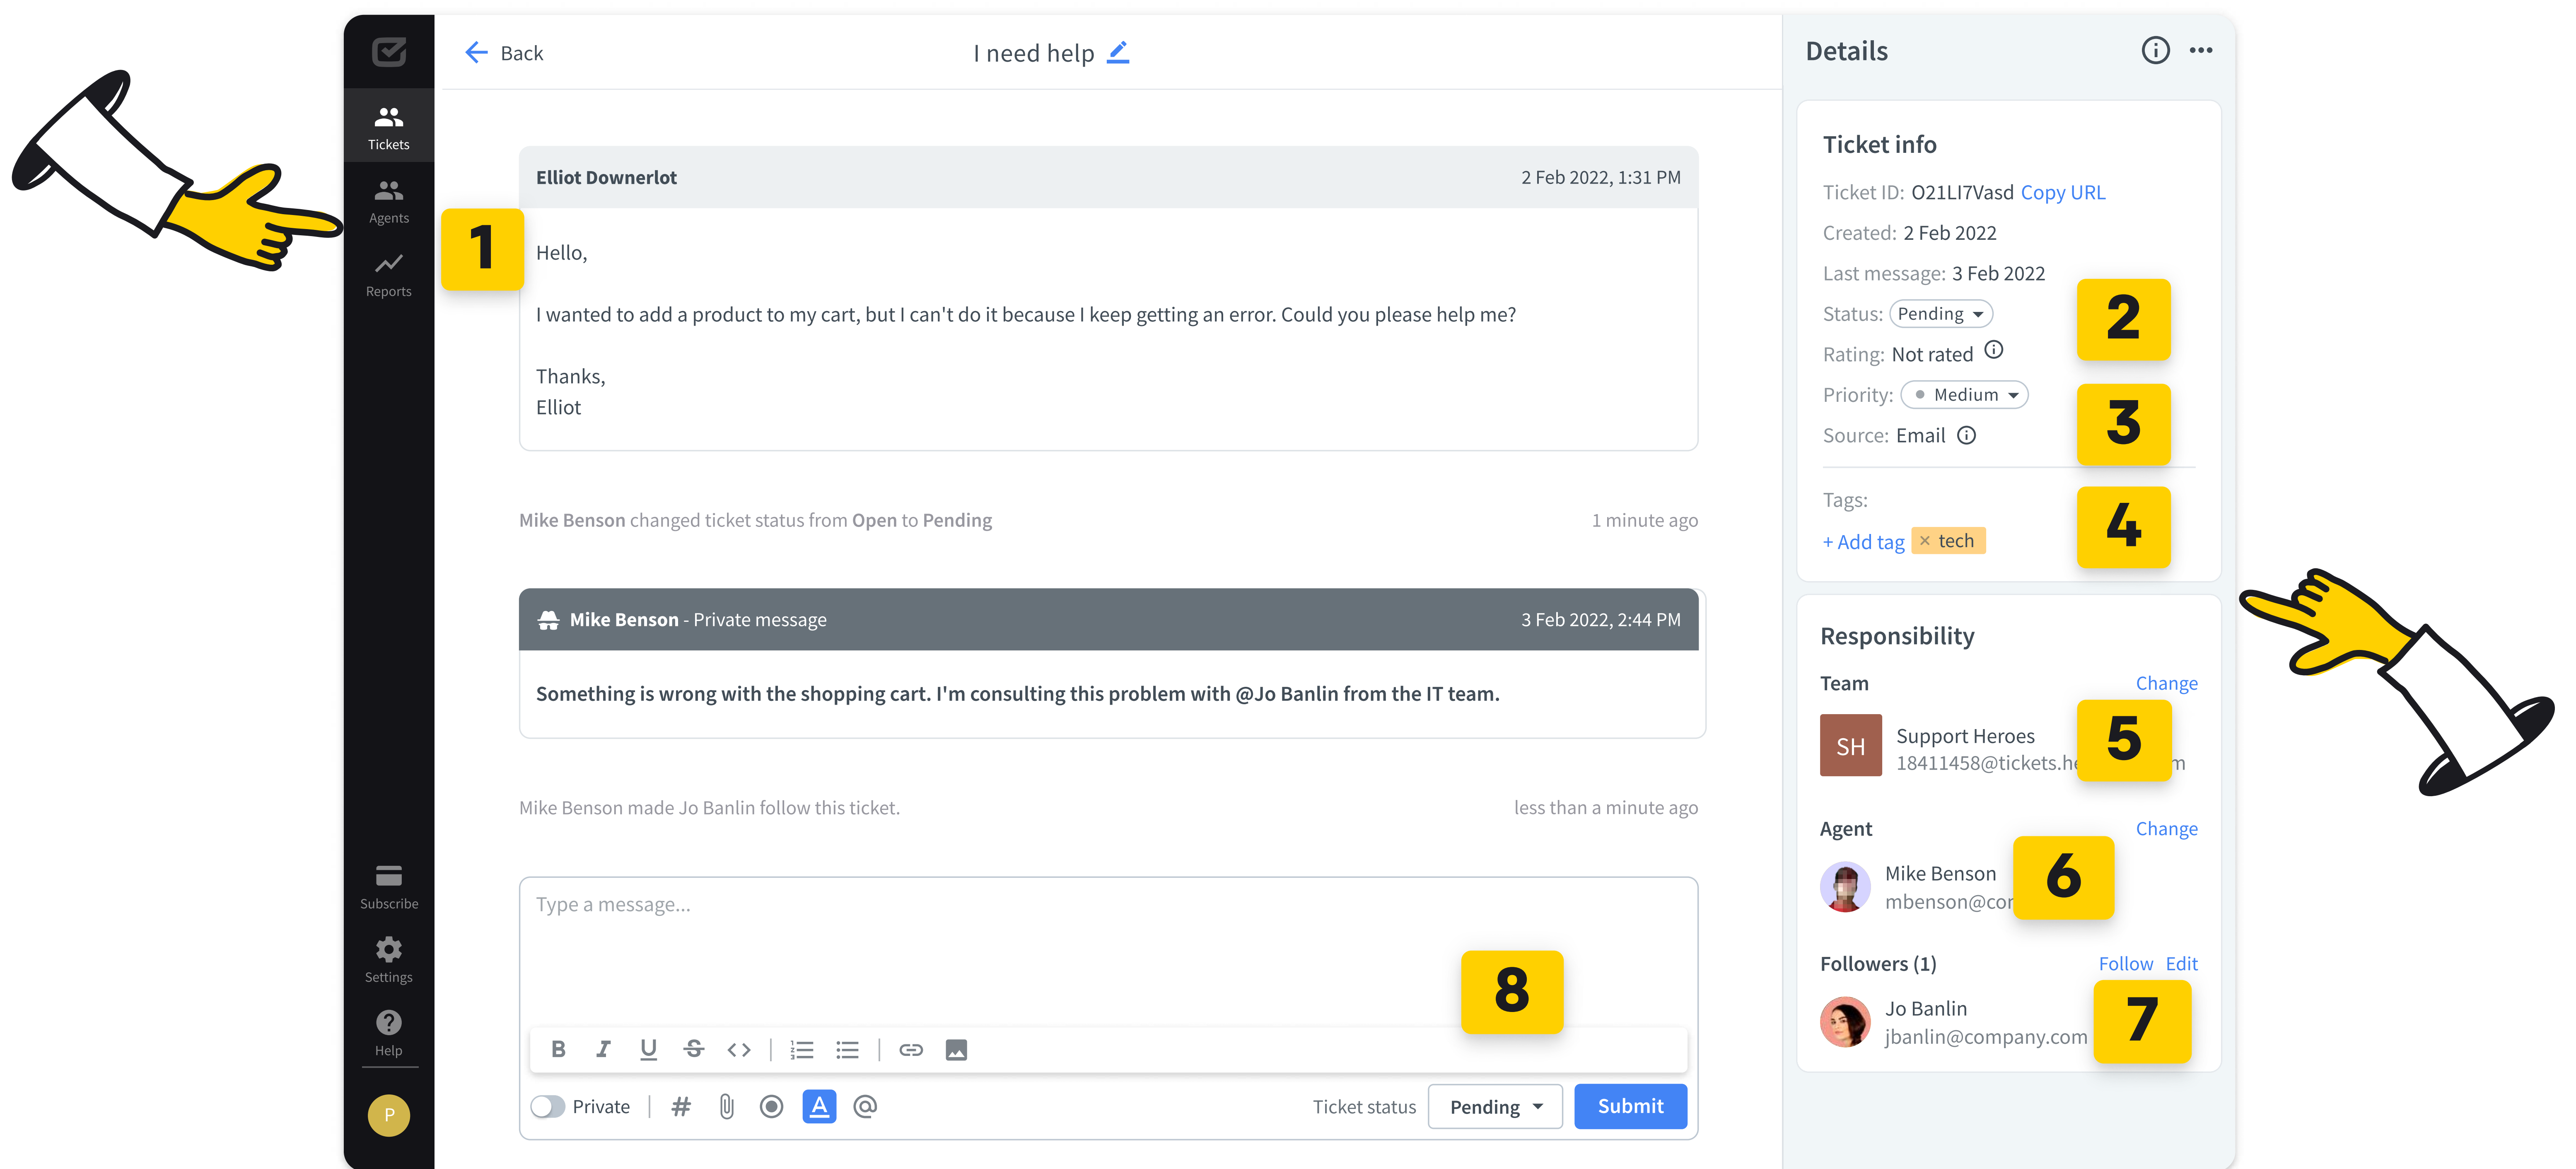 Back
I need help
Tickets
Agents
Reports
Subscribe
Settings
Help
P
1
Elliot Downerlot 2 Feb 2022, 1:31 PM
Hello,
I wanted to add a product to my cart, but I can't do it because I keep getting an error. Could you please help me?
Thanks,
Elliot
Mike Benson changed ticket status from Open to Pending 1 minute ago
Mike Benson - Private message 3 Feb 2022, 2:44 PM
Something is wrong with the shopping cart. I'm consulting this problem with @Jo Banlin from the IT team.
Mike Benson made Jo Banlin follow this ticket. less than a minute ago
Type a message...
8
B I U S <>
Private # A @ Ticket status Pending Submit
Details
Ticket info
Ticket ID: O21LI7Vasd Copy URL
Created: 2 Feb 2022
Last message: 3 Feb 2022
Status: Pending
2
Rating: Not rated
Priority: Medium
3
Source: Email
Tags:
4
+ Add tag × tech
Responsibility
Team Change
SH Support Heroes
5
18411458@tickets.he m
Agent Change
Mike Benson
6
mbenson@co
Followers (1) Follow Edit
Jo Banlin
7
jbanlin@company.com